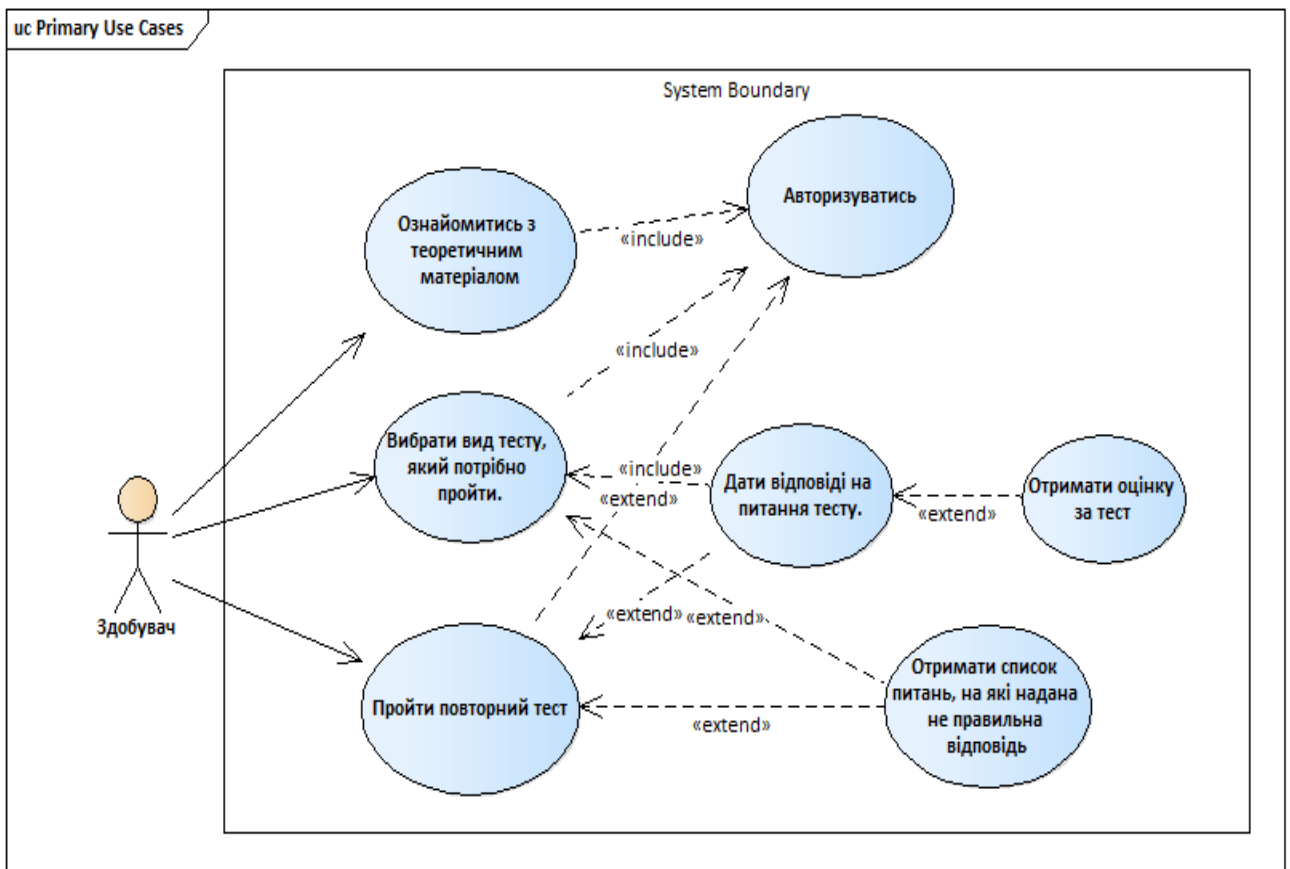 uc Primary Use Cases
System Boundary
Авторизуватись
Ознайомитись з
теоретичним
матеріалом
«include»
«include»
Вибрати вид тесту,
який потрібно
пройти.
«include»
«extend»
Дати відповіді на
питання тесту.
«extend»
Отримати оцінку
за тест
Здобувач
«extend»
«extend»
Пройти повторний тест
«extend»
Отримати список
питань, на які надана
не правильна
відповідь